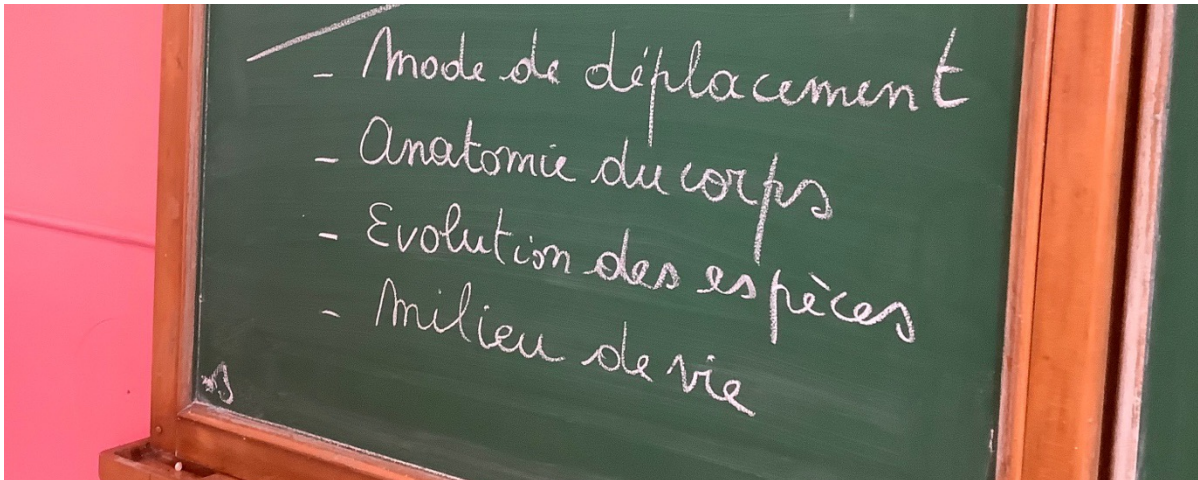 - Mode de déplacement
- Anatomie du corps
- Evolution des espèces
- Milieu de vie